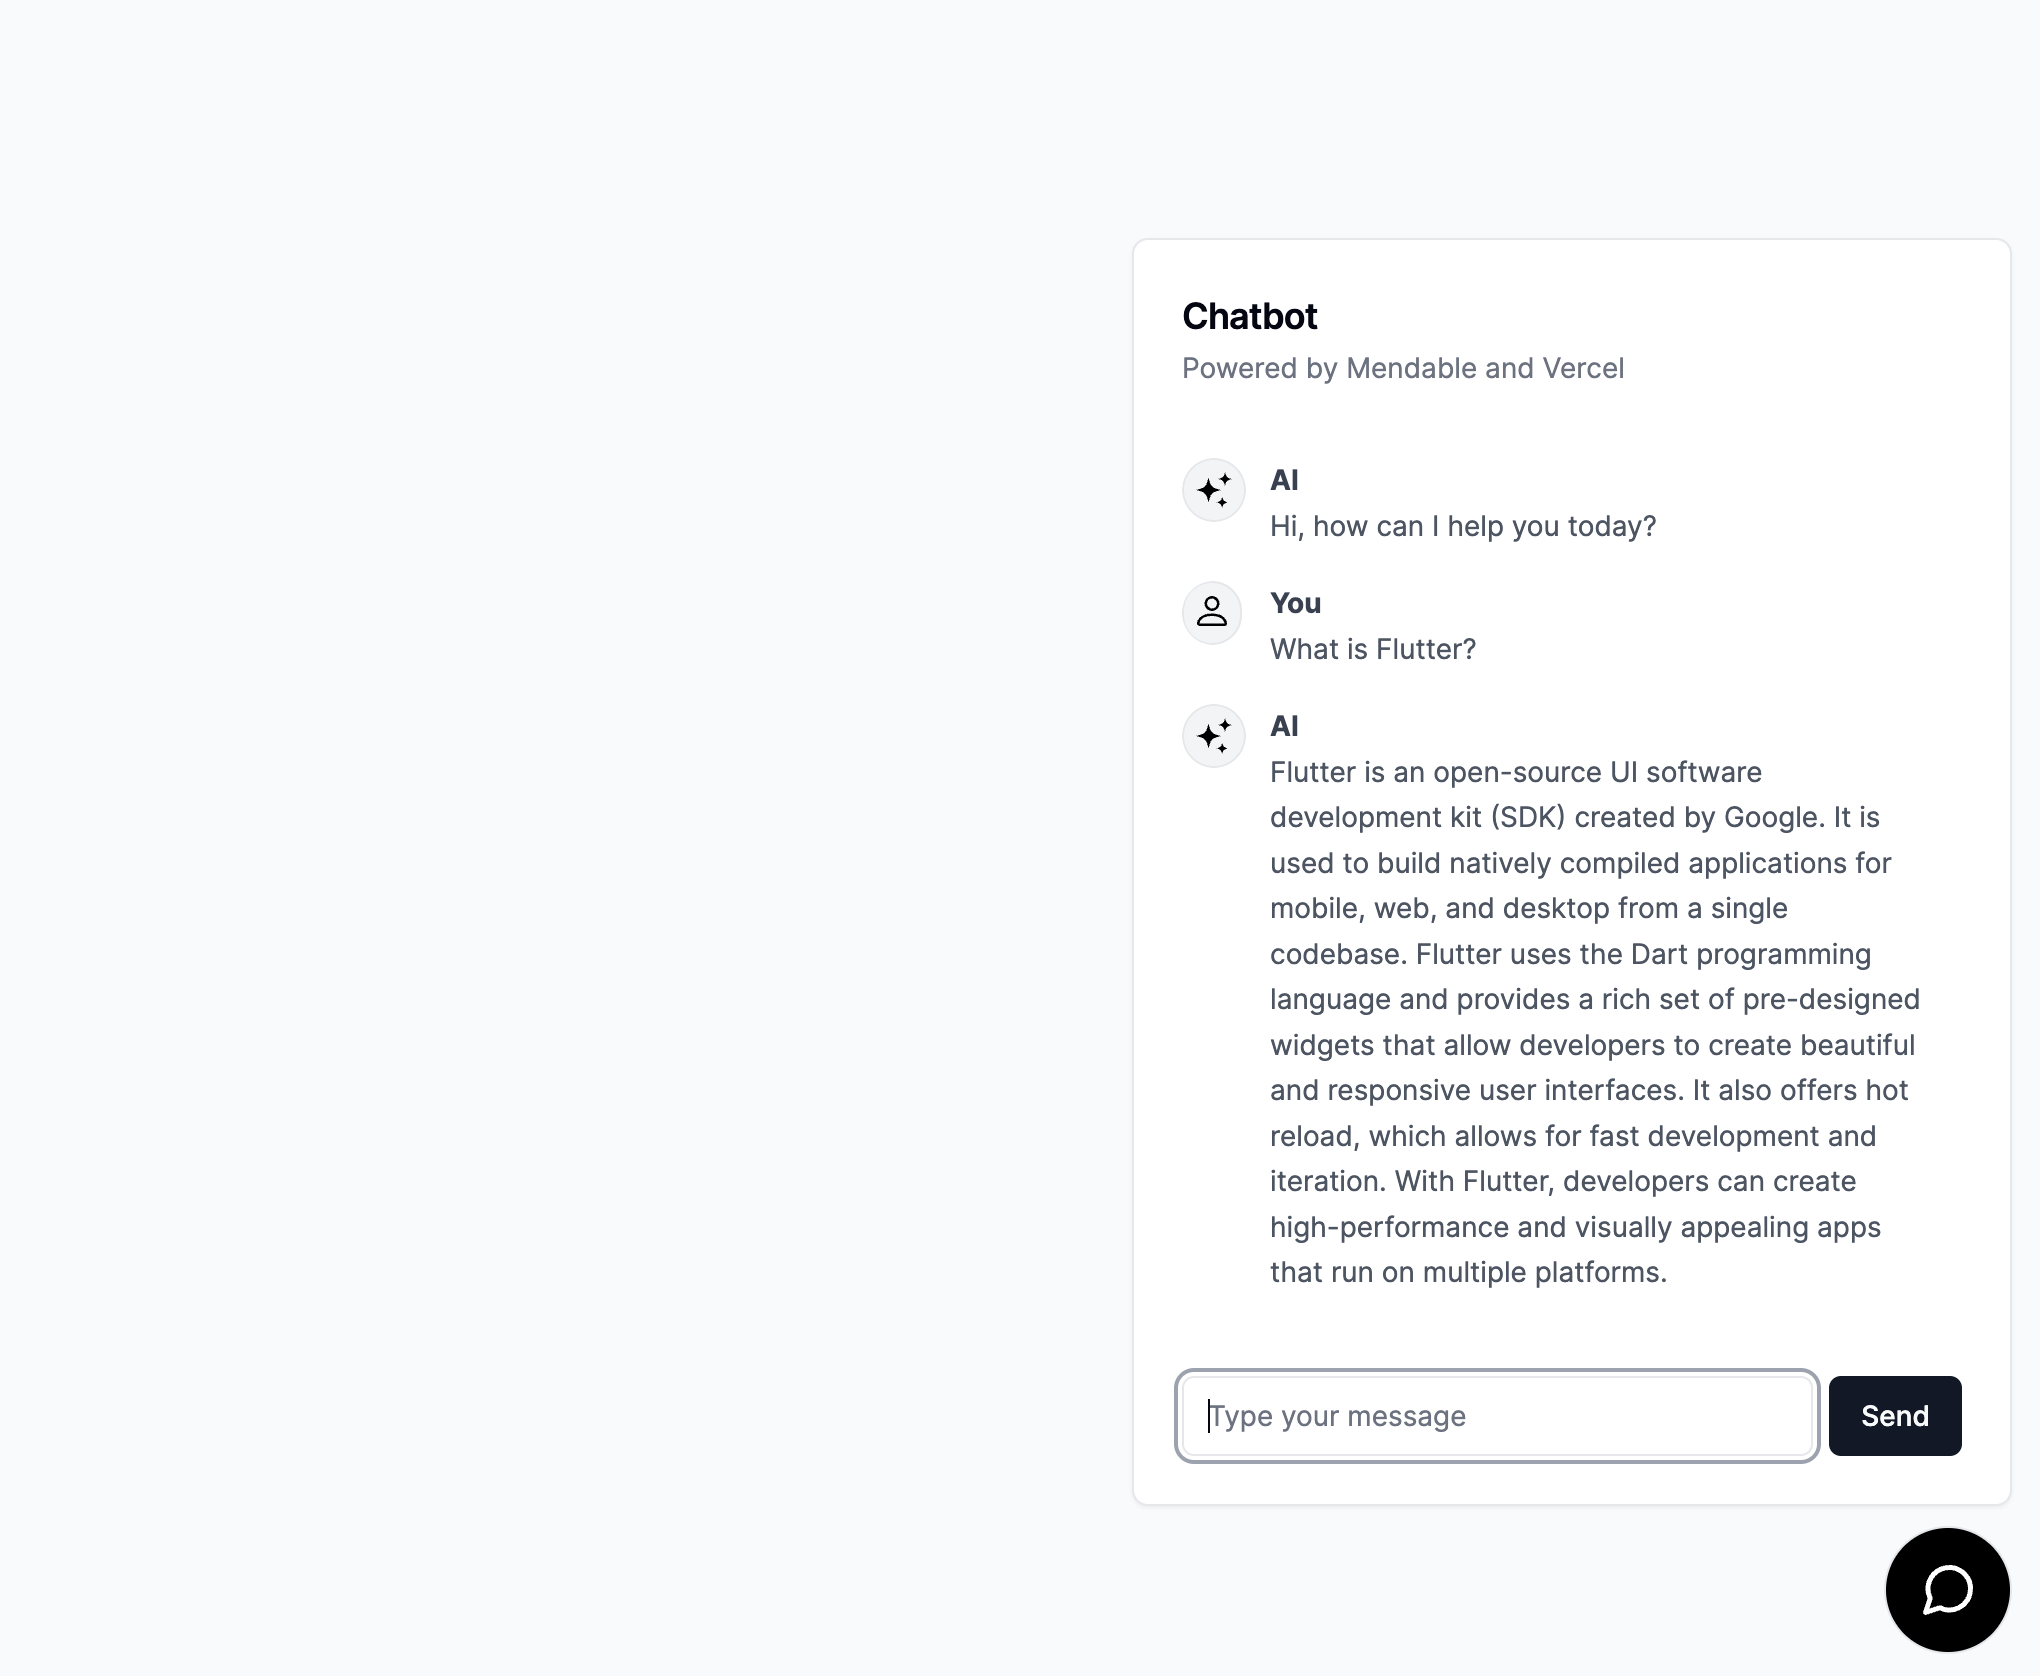 Chatbot
Powered by Mendable and Vercel
AI
Hi, how can I help you today?
You
What is Flutter?
AI
Flutter is an open-source UI software
development kit (SDK) created by Google. It is
used to build natively compiled applications for
mobile, web, and desktop from a single
codebase. Flutter uses the Dart programming
language and provides a rich set of pre-designed
widgets that allow developers to create beautiful
and responsive user interfaces. It also offers hot
reload, which allows for fast development and
iteration. With Flutter, developers can create
high-performance and visually appealing apps
that run on multiple platforms.
Type your message
Send